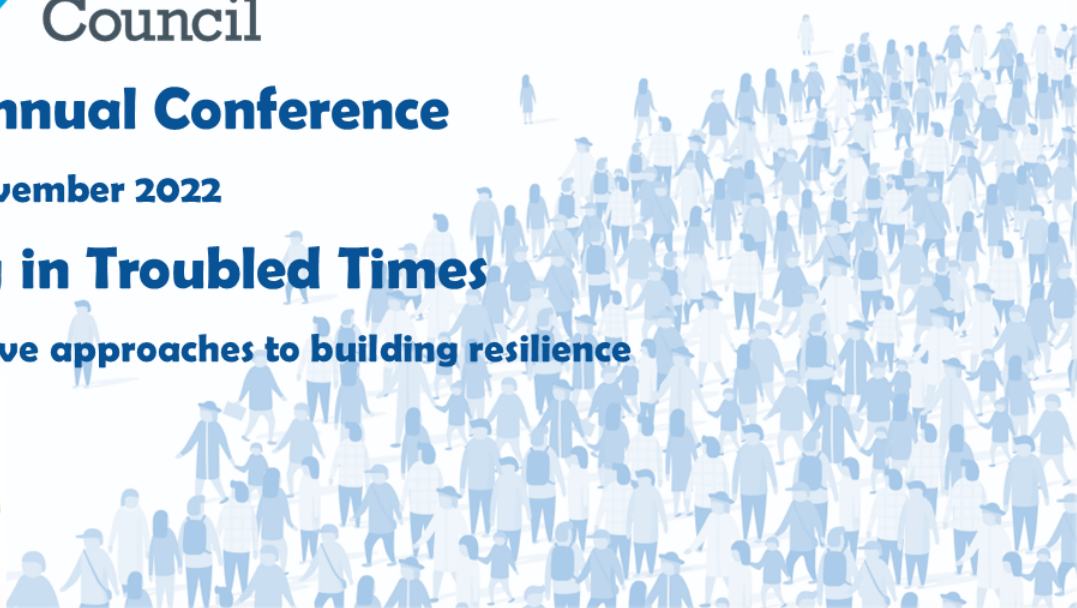 Council
nnual Conference
vember 2022
g in Troubled Times
ve approaches to building resilience